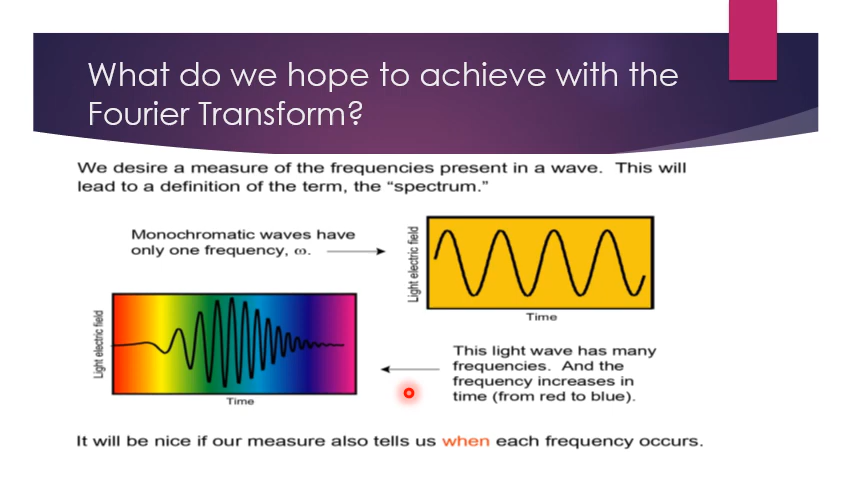 What do we hope to achieve with the
Fourier Transform?
We desire a measure of the frequencies present in a wave. This will
lead to a definition of the term, the “spectrum.”
Monochromatic waves have
only one frequency, ω.
Light electric field
Time
Light electric field
Time
This light wave has many
frequencies. And the
frequency increases in
time (from red to blue).
It will be nice if our measure also tells us when each frequency occurs.